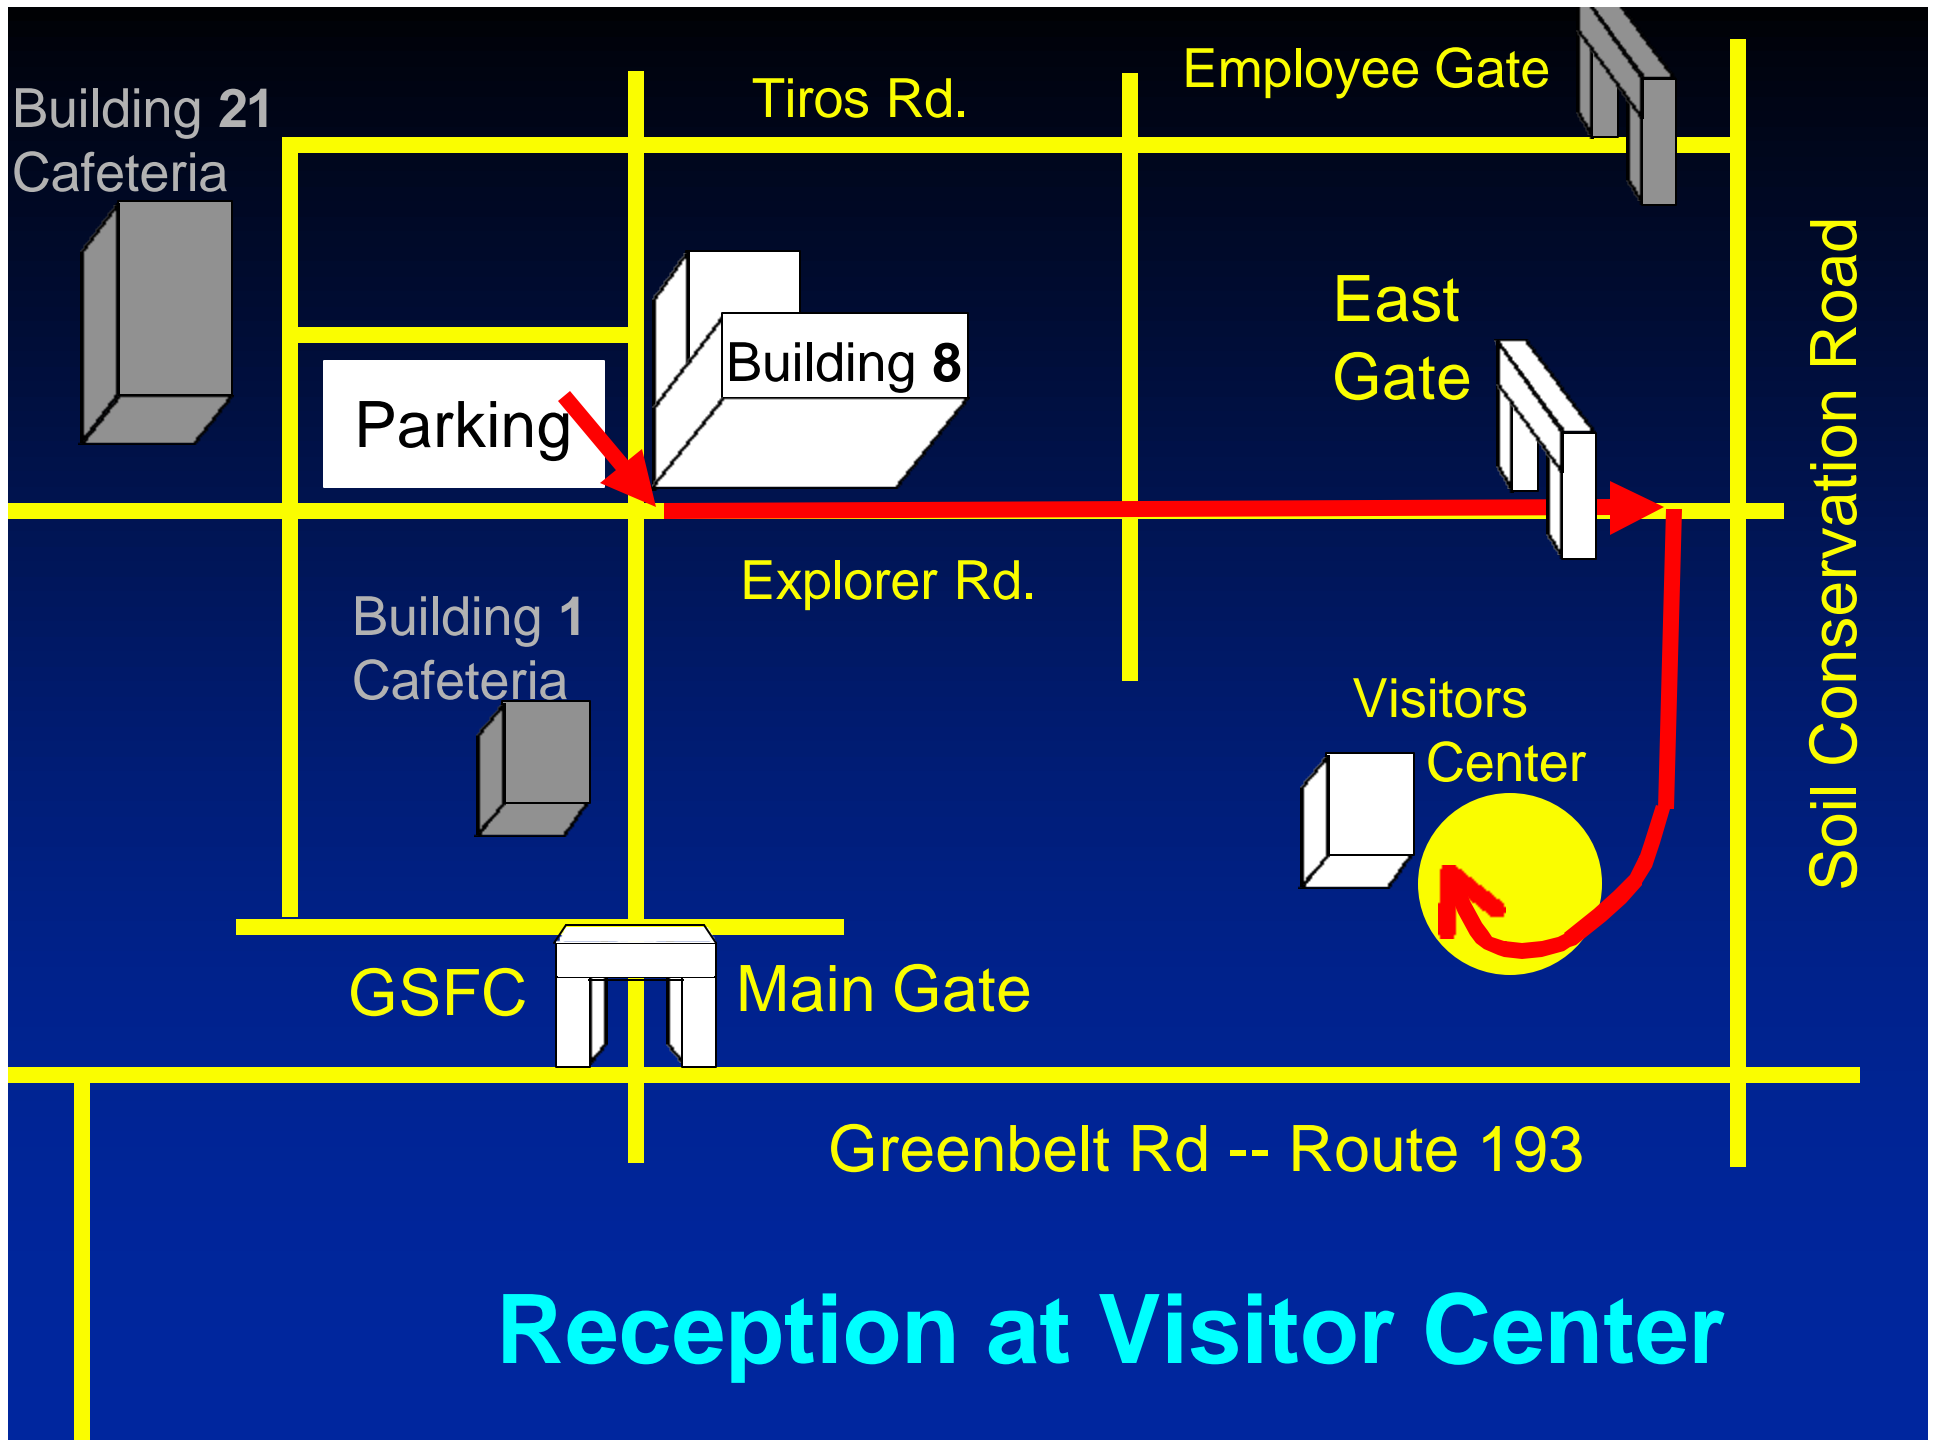 Employee Gate
Tiros Rd.
Building 21
Cafeteria
East
Gate
Building 8
Parking
Soil Conservation Road
Explorer Rd.
Building 1
Cafeteria
Visitors
Center
GSFC
Main Gate
Greenbelt Rd -- Route 193
Reception at Visitor Center